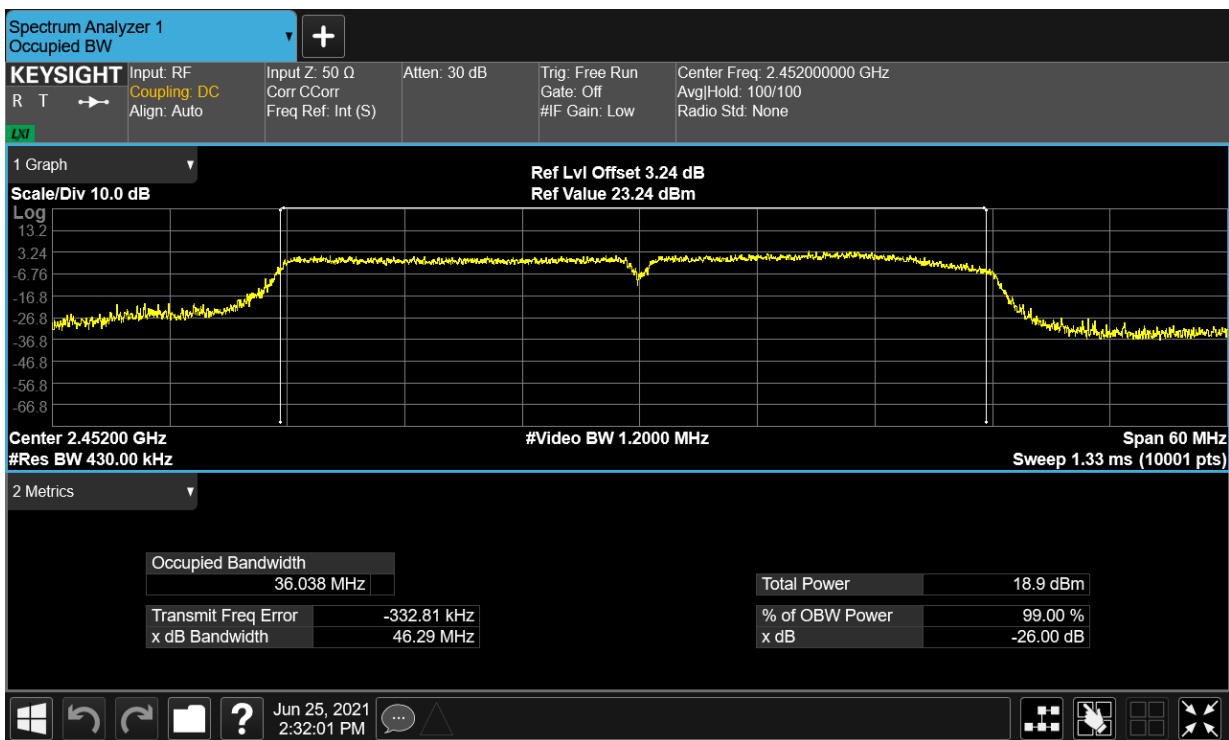 Spectrum Analyzer 1
Occupied BW
+
KEYSIGHT
R T
LXI
Input: RF
Coupling: DC
Align: Auto
Input Z: 50 Ω
Corr CCorr
Freq Ref: Int (S)
Atten: 30 dB
Trig: Free Run
Gate: Off
#IF Gain: Low
Center Freq: 2.452000000 GHz
Avg|Hold: 100/100
Radio Std: None
1 Graph
Scale/Div 10.0 dB
Ref Lvl Offset 3.24 dB
Ref Value 23.24 dBm
Log
13.2
3.24
-6.76
-16.8
-26.8
-36.8
-46.8
-56.8
-66.8
Center 2.45200 GHz
#Video BW 1.2000 MHz
Span 60 MHz
#Res BW 430.00 kHz
Sweep 1.33 ms (10001 pts)
2 Metrics
Occupied Bandwidth
36.038 MHz
Total Power 18.9 dBm
Transmit Freq Error -332.81 kHz
% of OBW Power 99.00 %
x dB Bandwidth 46.29 MHz
x dB -26.00 dB
?
Jun 25, 2021
2:32:01 PM